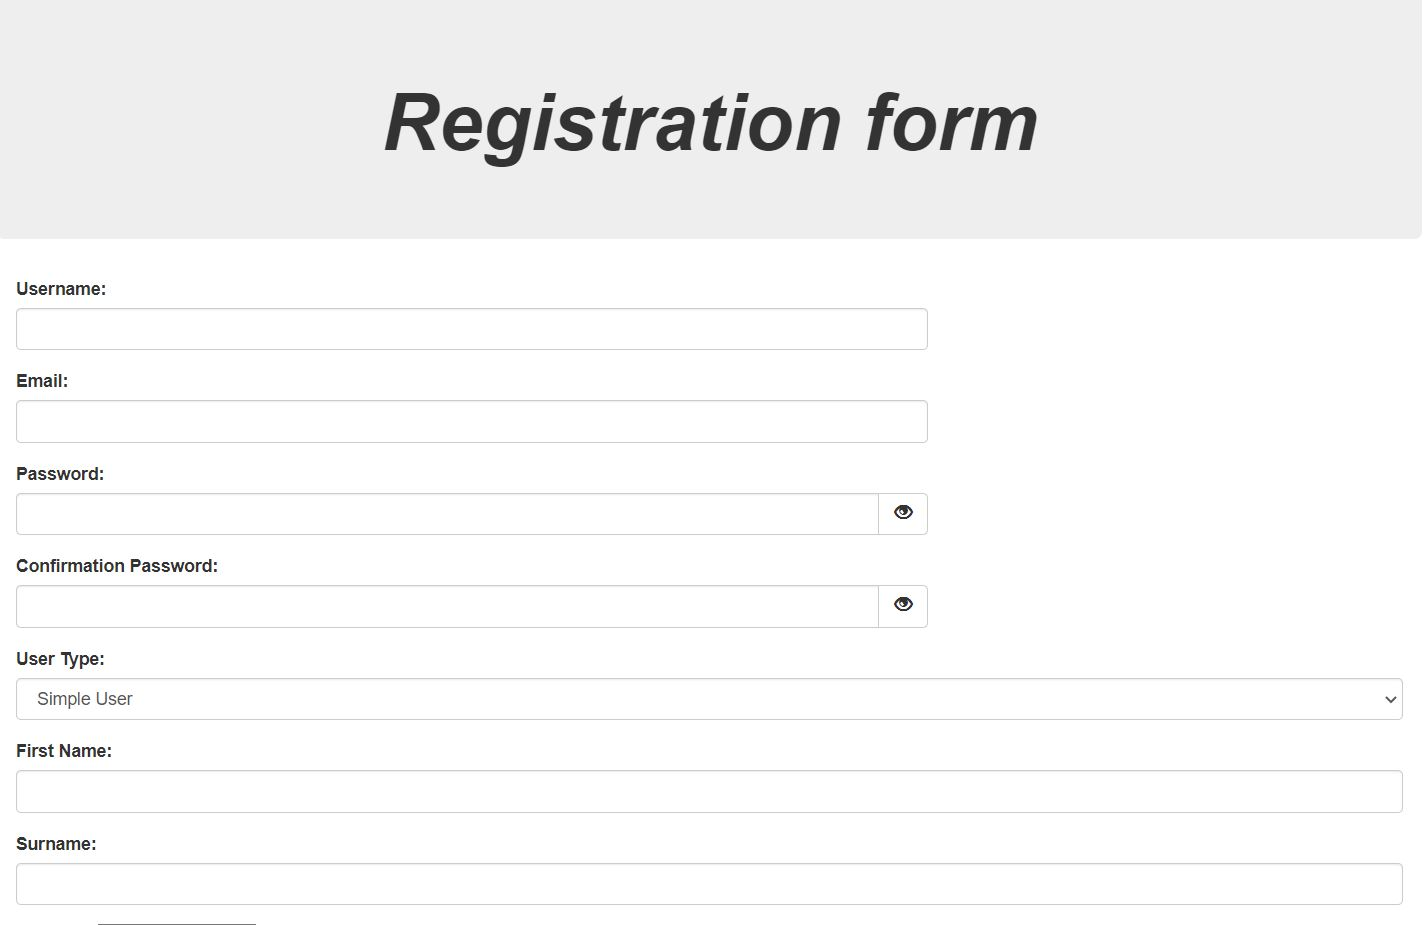 Registration form
Username:
Email:
Password:
Confirmation Password:
User Type:
Simple User
First Name:
Surname: